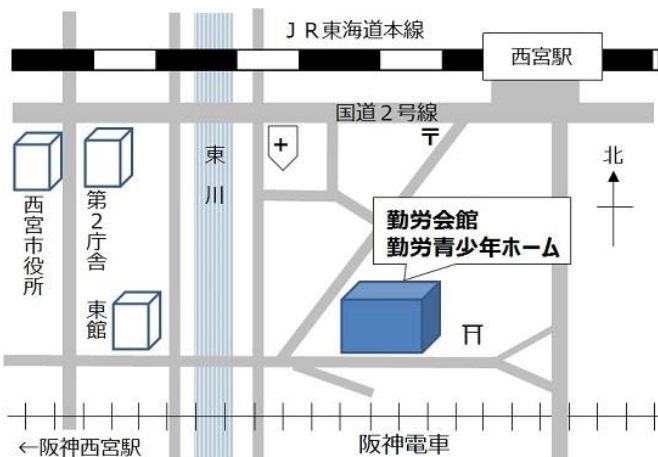 ＪＲ東海道本線
西宮駅
国道２号線
〒
北
東川
西宮市役所
第２庁舎
勤労会館
勤労青少年ホーム
東館
←阪神西宮駅
阪神電車